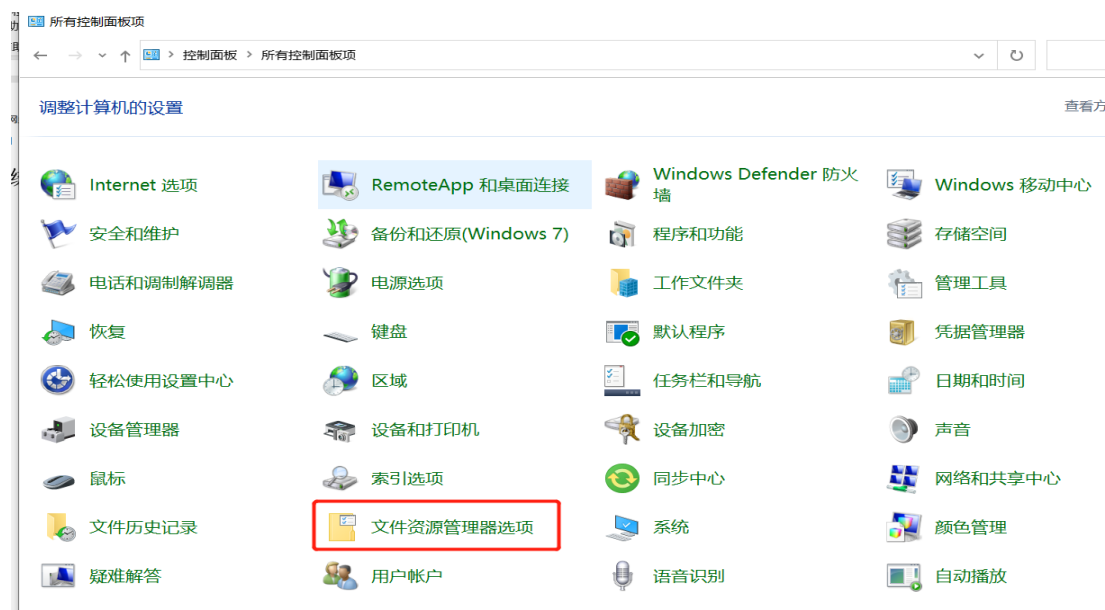 所有控制面板项
控制面板 > 所有控制面板项
调整计算机的设置
查看方
Internet 选项
RemoteApp 和桌面连接
Windows Defender 防火
墙
Windows 移动中心
安全和维护
备份和还原(Windows 7)
程序和功能
存储空间
电话和调制解调器
电源选项
工作文件夹
管理工具
恢复
键盘
默认程序
凭据管理器
轻松使用设置中心
区域
任务栏和导航
日期和时间
设备管理器
设备和打印机
设备加密
声音
鼠标
索引选项
同步中心
网络和共享中心
文件历史记录
文件资源管理器选项
系统
颜色管理
疑难解答
用户帐户
语音识别
自动播放